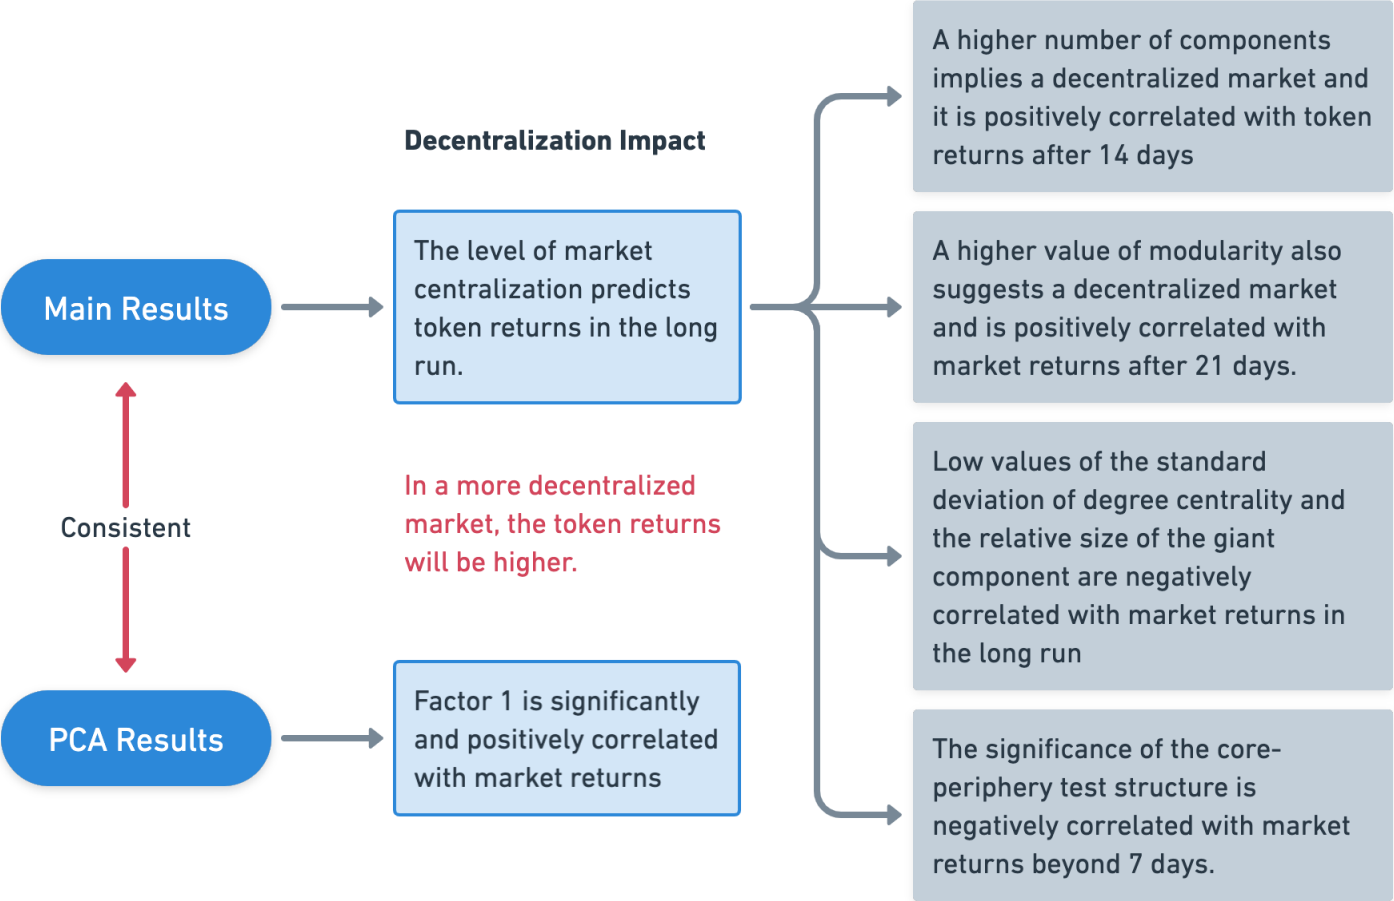 Decentralization Impact
Main Results
The level of market
centralization predicts
token returns in the long
run.
In a more decentralized
market, the token returns
will be higher.
Consistent
PCA Results
Factor 1 is significantly
and positively correlated
with market returns
A higher number of components
implies a decentralized market and
it is positively correlated with token
returns after 14 days
A higher value of modularity also
suggests a decentralized market
and is positively correlated with
market returns after 21 days.
Low values of the standard
deviation of degree centrality and
the relative size of the giant
component are negatively
correlated with market returns in
the long run
The significance of the core-
periphery test structure is
negatively correlated with market
returns beyond 7 days.